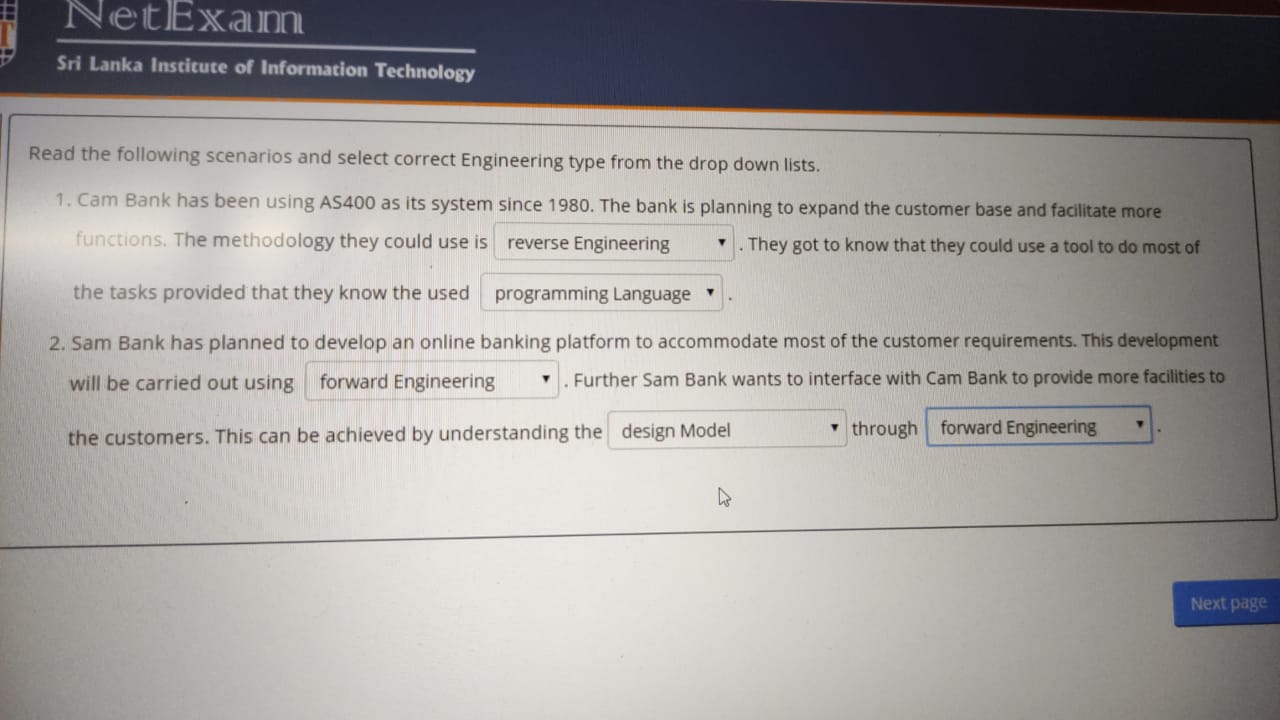 NetExam
Sri Lanka Institute of Information Technology
Read the following scenarios and select correct Engineering type from the drop down lists.
1. Cam Bank has been using AS400 as its system since 1980. The bank is planning to expand the customer base and facilitate more
functions. The methodology they could use is reverse Engineering . They got to know that they could use a tool to do most of
the tasks provided that they know the used programming Language .
2. Sam Bank has planned to develop an online banking platform to accommodate most of the customer requirements. This development
will be carried out using forward Engineering . Further Sam Bank wants to interface with Cam Bank to provide more facilities to
the customers. This can be achieved by understanding the design Model through forward Engineering .
Next page